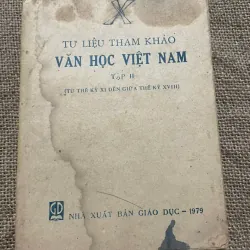 TƯ LIỆU THAM KHẢO
VĂN HỌC VIỆT NAM
TẬP II
(TỪ THẾ KỶ XI ĐẾN GIỮA THẾ KỶ XVIII)
GD
NHÀ XUẤT BẢN GIÁO DỤC – 1979